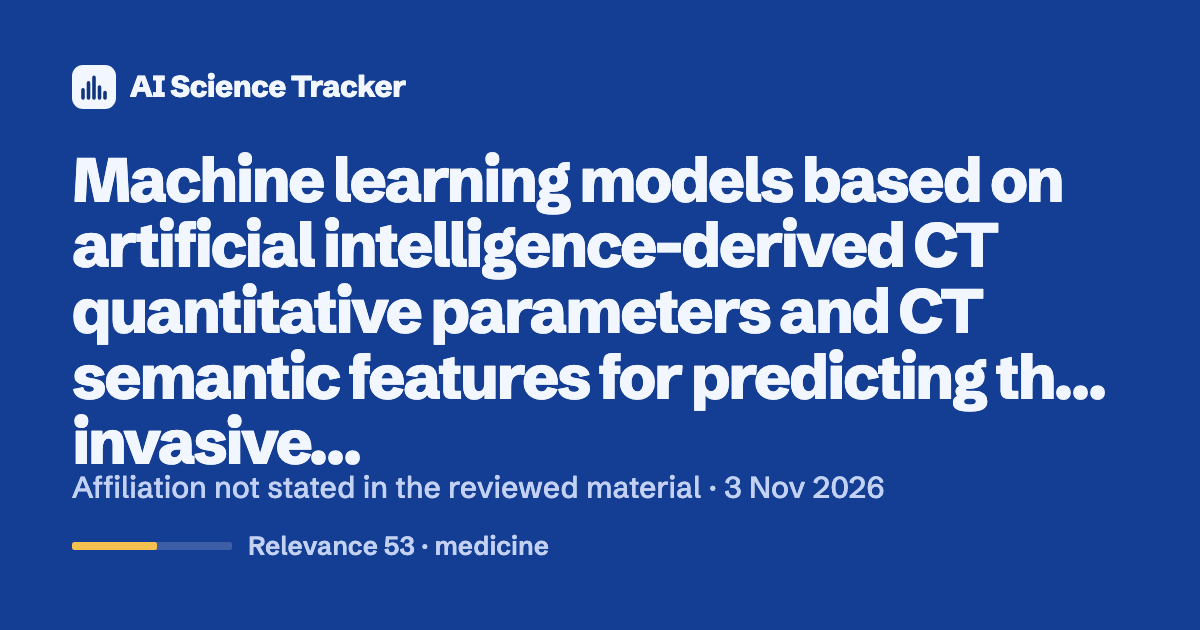 AI Science Tracker
Machine learning models based on
artificial intelligence-derived CT
quantitative parameters and CT
semantic features for predicting th...
invasive...
Affiliation not stated in the reviewed material · 3 Nov 2026
Relevance 53 · medicine